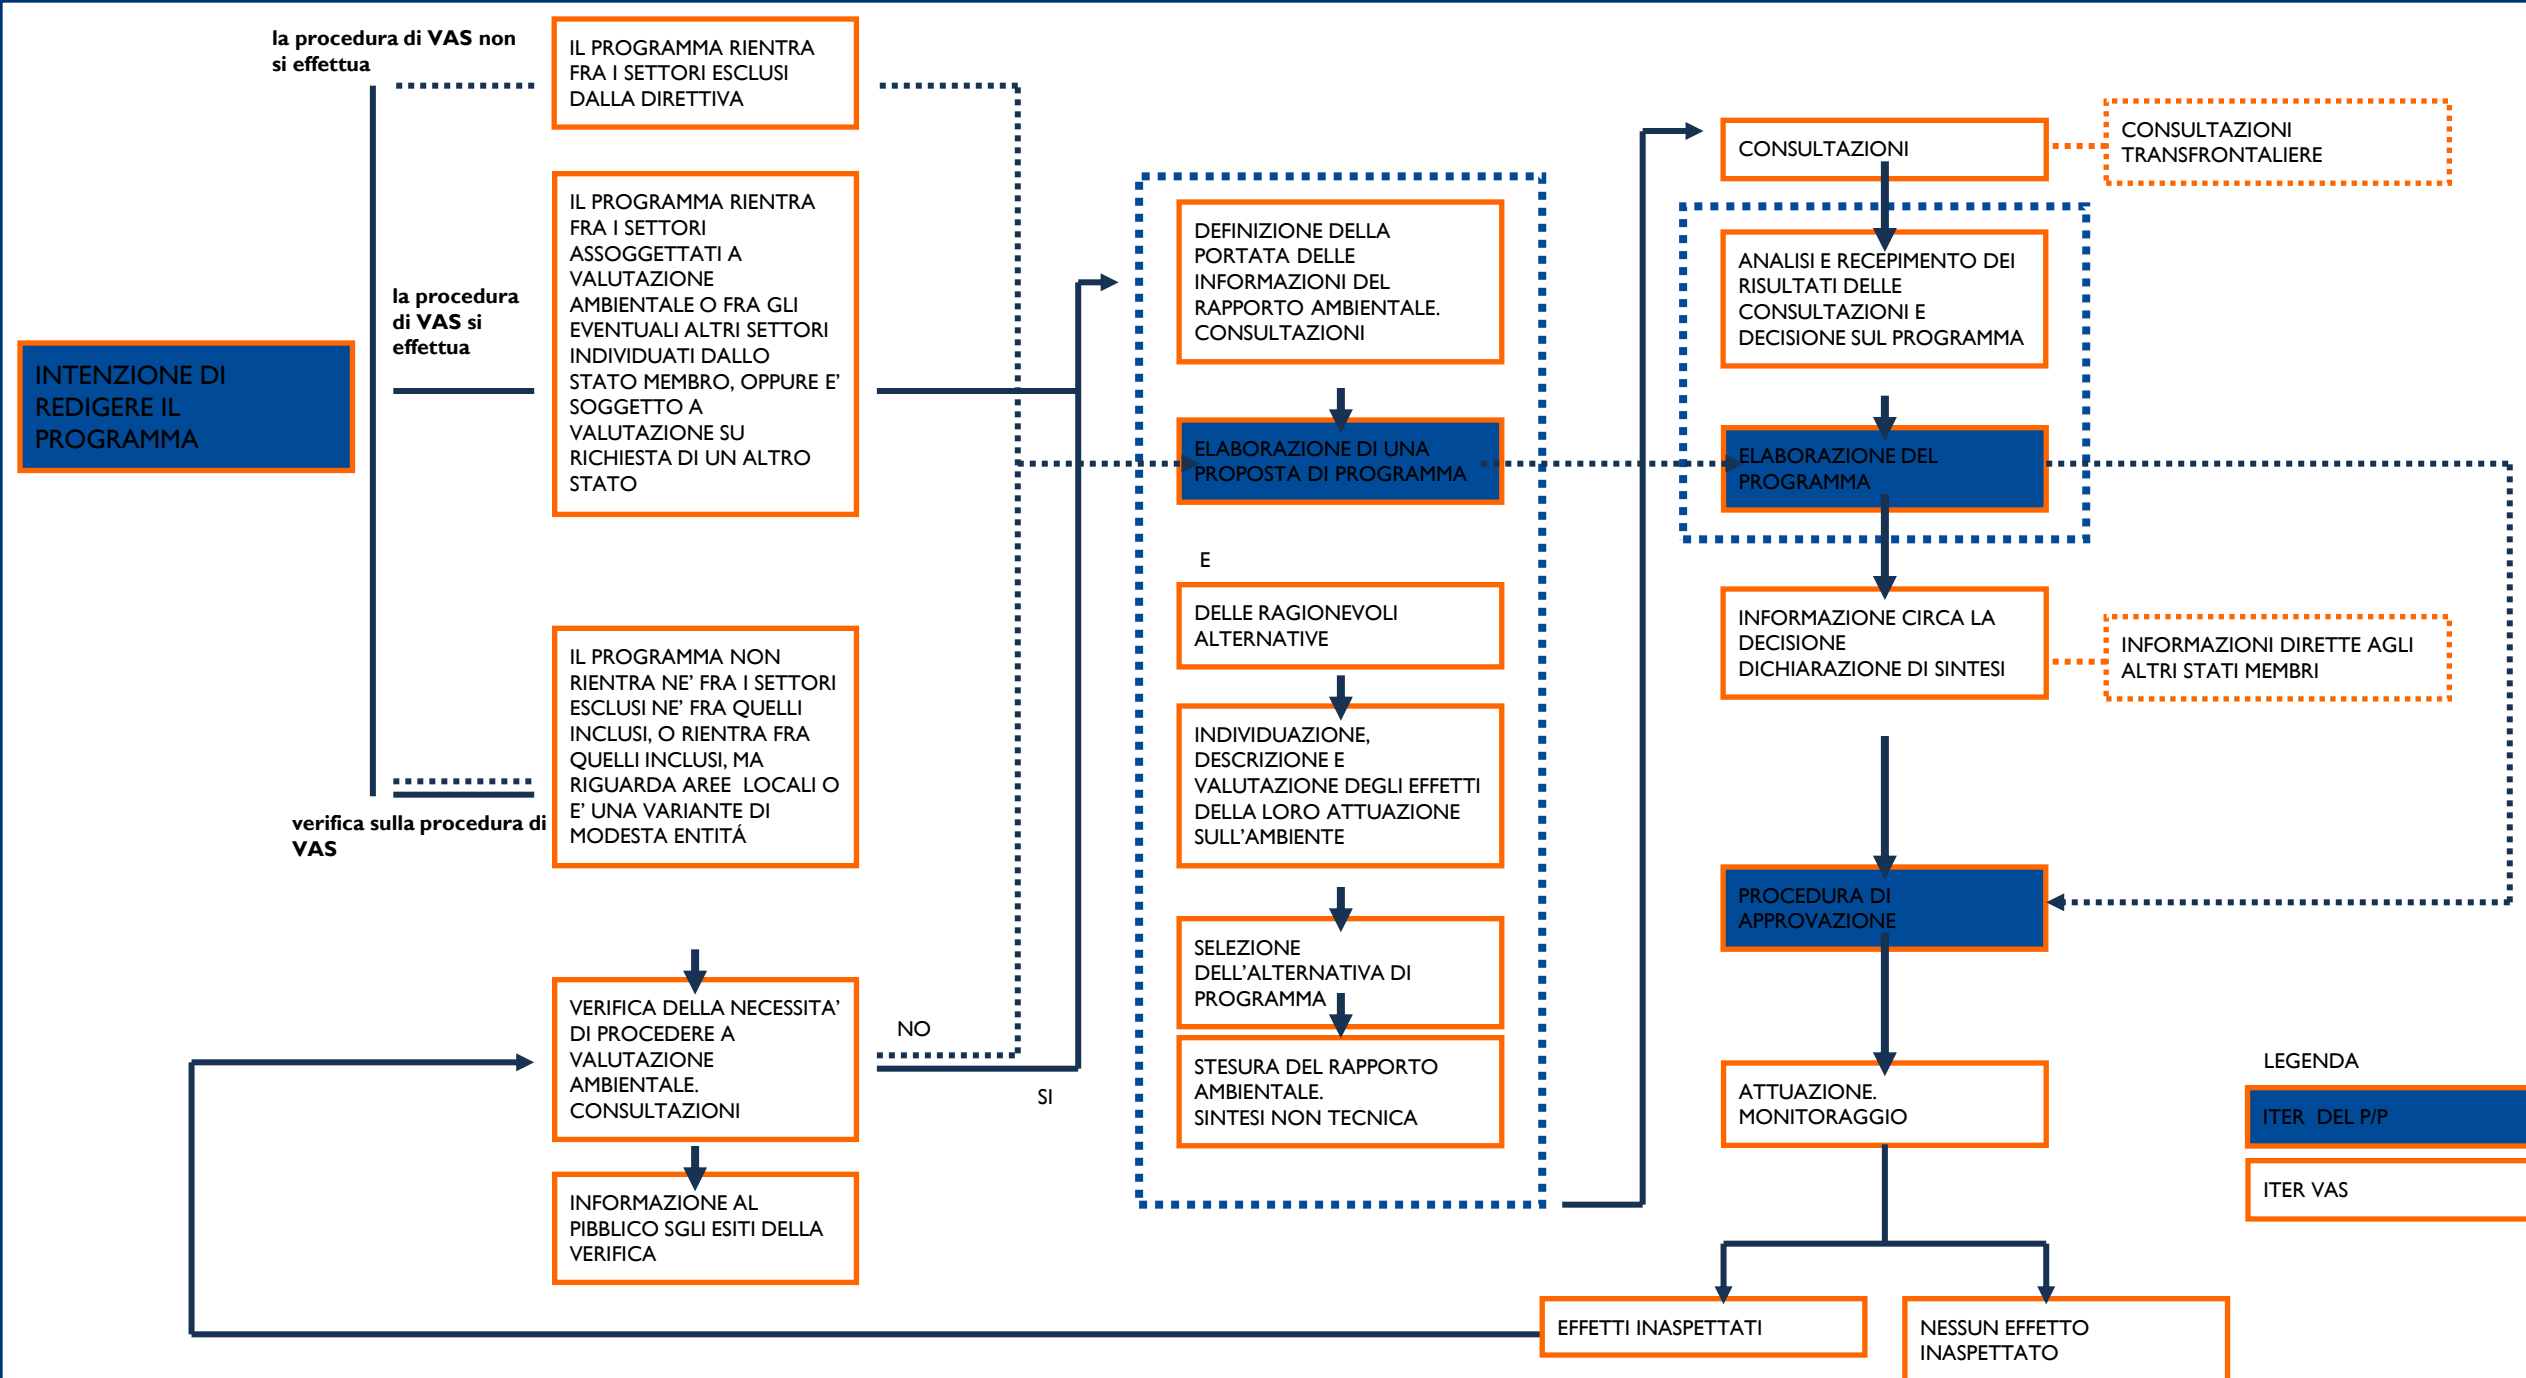 la procedura di VAS non
si effettua
IL PROGRAMMA RIENTRA
FRA I SETTORI ESCLUSI
DALLA DIRETTIVA
INTENZIONE DI
REDIGERE IL
PROGRAMMA
la procedura
di VAS si
effettua
IL PROGRAMMA RIENTRA
FRA I SETTORI
ASSOGGETTATI A
VALUTAZIONE
AMBIENTALE O FRA GLI
EVENTUALI ALTRI SETTORI
INDIVIDUATI DALLO
STATO MEMBRO, OPPURE E’
SOGGETTO A
VALUTAZIONE SU
RICHIESTA DI UN ALTRO
STATO
verifica sulla procedura di
VAS
IL PROGRAMMA NON
RIENTRA NE’ FRA I SETTORI
ESCLUSI NE’ FRA QUELLI
INCLUSI, O RIENTRA FRA
QUELLI INCLUSI, MA
RIGUARDA AREE LOCALI O
E’ UNA VARIANTE DI
MODESTA ENTITÁ
VERIFICA DELLA NECESSITA’
DI PROCEDERE A
VALUTAZIONE
AMBIENTALE.
CONSULTAZIONI
NO
SI
INFORMAZIONE AL
PIBBLICO SGLI ESITI DELLA
VERIFICA
DEFINIZIONE DELLA
PORTATA DELLE
INFORMAZIONI DEL
RAPPORTO AMBIENTALE.
CONSULTAZIONI
ELABORAZIONE DI UNA
PROPOSTA DI PROGRAMMA
E
DELLE RAGIONEVOLI
ALTERNATIVE
INDIVIDUAZIONE,
DESCRIZIONE E
VALUTAZIONE DEGLI EFFETTI
DELLA LORO ATTUAZIONE
SULL’AMBIENTE
SELEZIONE
DELL’ALTERNATIVA DI
PROGRAMMA
STESURA DEL RAPPORTO
AMBIENTALE.
SINTESI NON TECNICA
CONSULTAZIONI
CONSULTAZIONI
TRANSFRONTALIERE
ANALISI E RECEPIMENTO DEI
RISULTATI DELLE
CONSULTAZIONI E
DECISIONE SUL PROGRAMMA
ELABORAZIONE DEL
PROGRAMMA
INFORMAZIONE CIRCA LA
DECISIONE
DICHIARAZIONE DI SINTESI
INFORMAZIONI DIRETTE AGLI
ALTRI STATI MEMBRI
PROCEDURA DI
APPROVAZIONE
ATTUAZIONE.
MONITORAGGIO
EFFETTI INASPETTATI
NESSUN EFFETTO
INASPETTATO
LEGENDA
ITER DEL P/P
ITER VAS